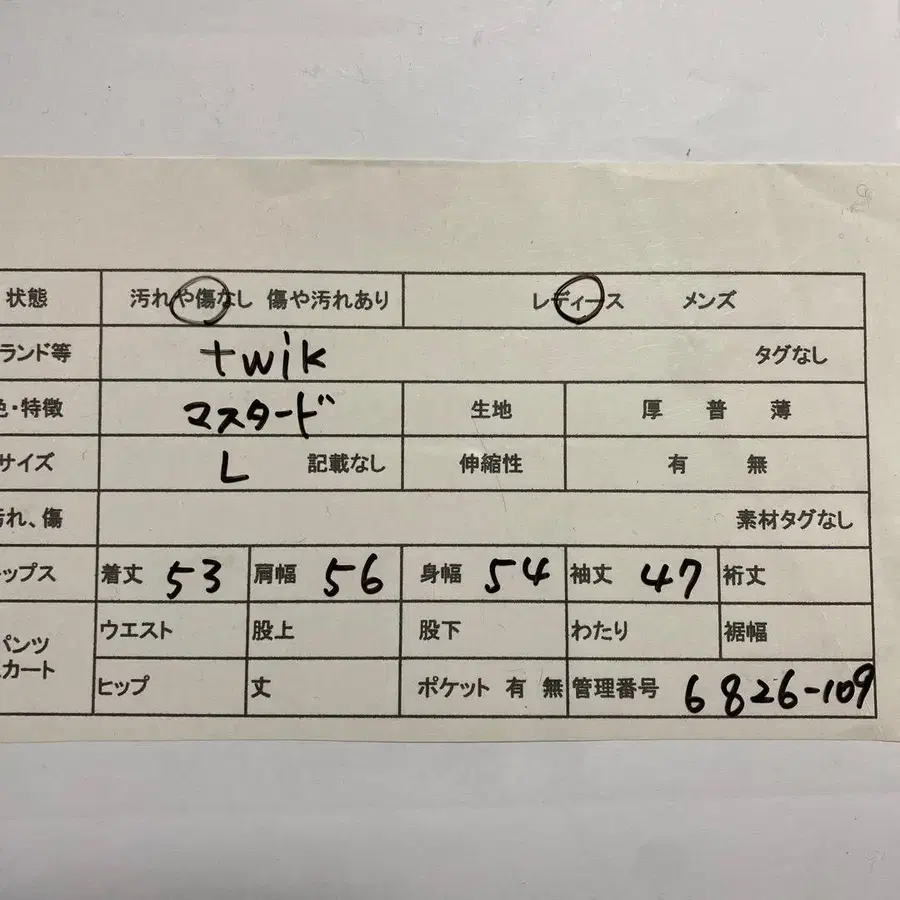 状態 汚れや傷なし 傷や汚れあり レディース メンズ
ランド等 twik タグなし
色・特徴 マスタード 生地 厚 普 薄
サイズ L 記載なし 伸縮性 有 無
汚れ、傷 素材タグなし
ップス 着丈 53 肩幅 56 身幅 54 袖丈 47 裄丈
パンツ ウエスト 股上 股下 わたり 裾幅
カート ヒップ 丈 ポケット 有 無 管理番号 6826-109